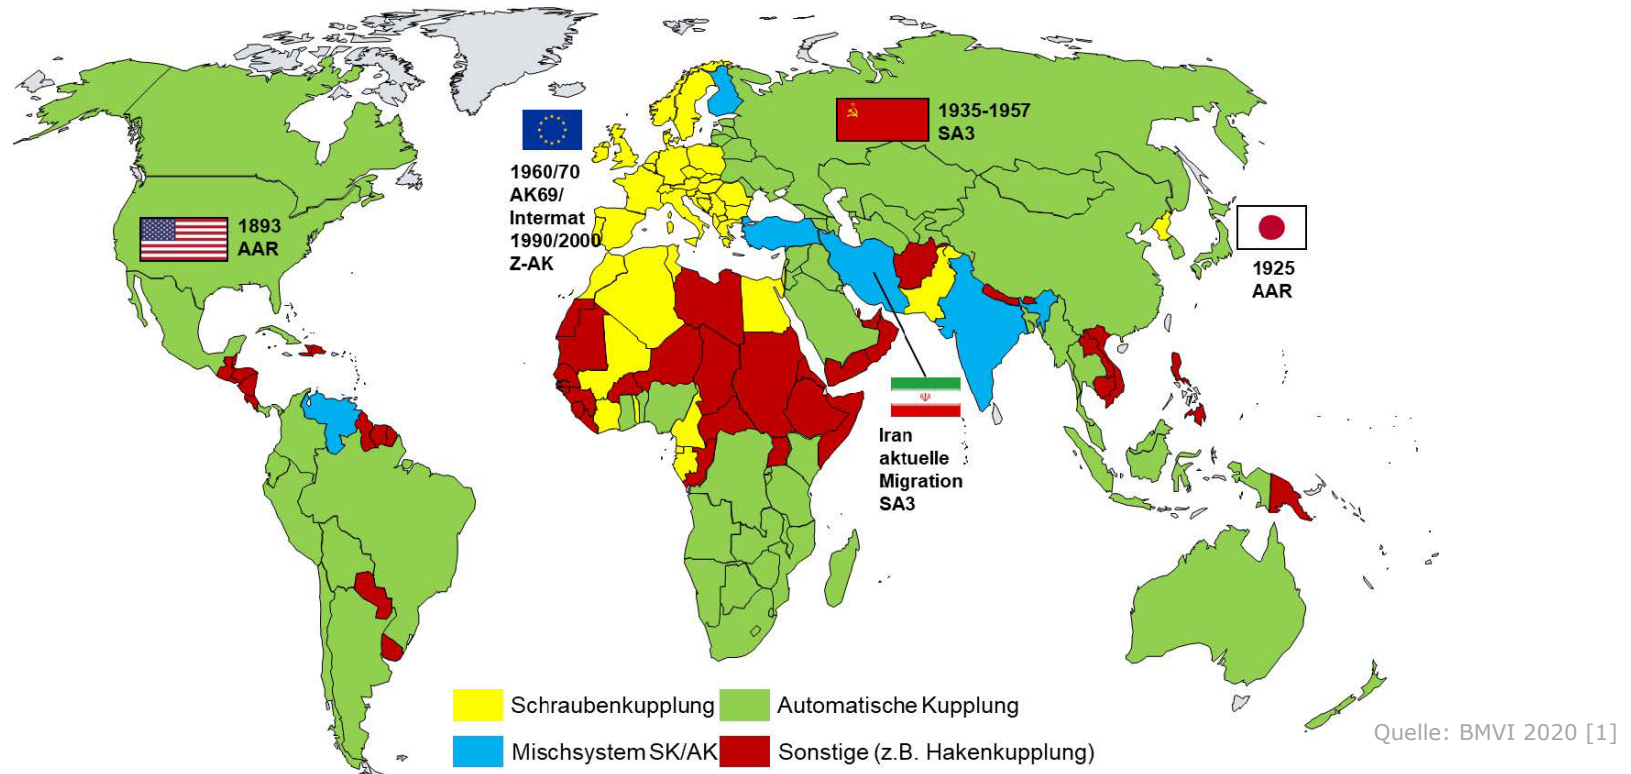 1935-1957
SA3
1960/70
AK69/
Intermat
1990/2000
Z-AK
1893
AAR
1925
AAR
Iran
aktuelle
Migration
SA3
Schraubenkupplung
Automatische Kupplung
Mischsystem SK/AK
Sonstige (z.B. Hakenkupplung)
Quelle: BMVI 2020 [1]